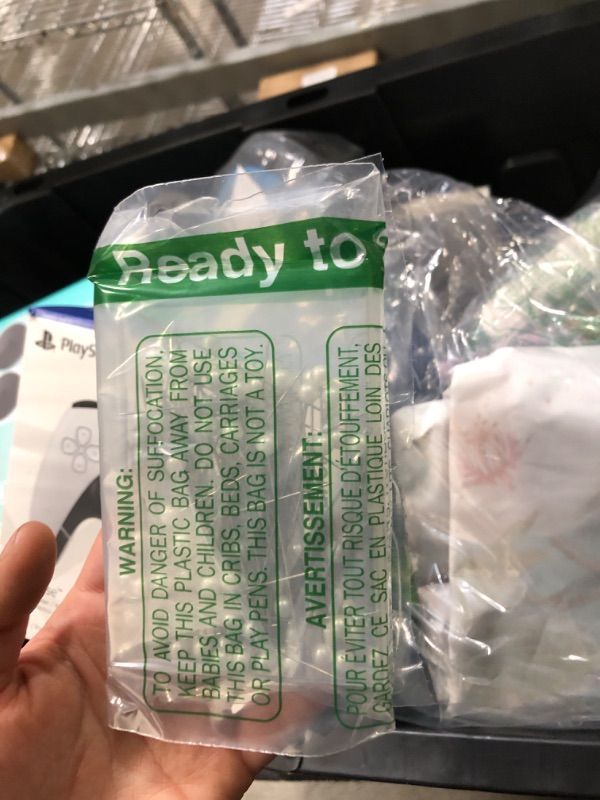 Ready to
WARNING:
TO AVOID DANGER OF SUFFOCATION,
KEEP THIS PLASTIC BAG AWAY FROM
BABIES AND CHILDREN. DO NOT USE
THIS BAG IN CRIBS, BEDS, CARRIAGES
OR PLAY PENS. THIS BAG IS NOT A TOY.
AVERTISSEMENT:
POUR ÉVITER TOUT RISQUE D'ÉTOUFFEMENT,
GARDEZ CE SAC EN PLASTIQUE LOIN DES
PlayS